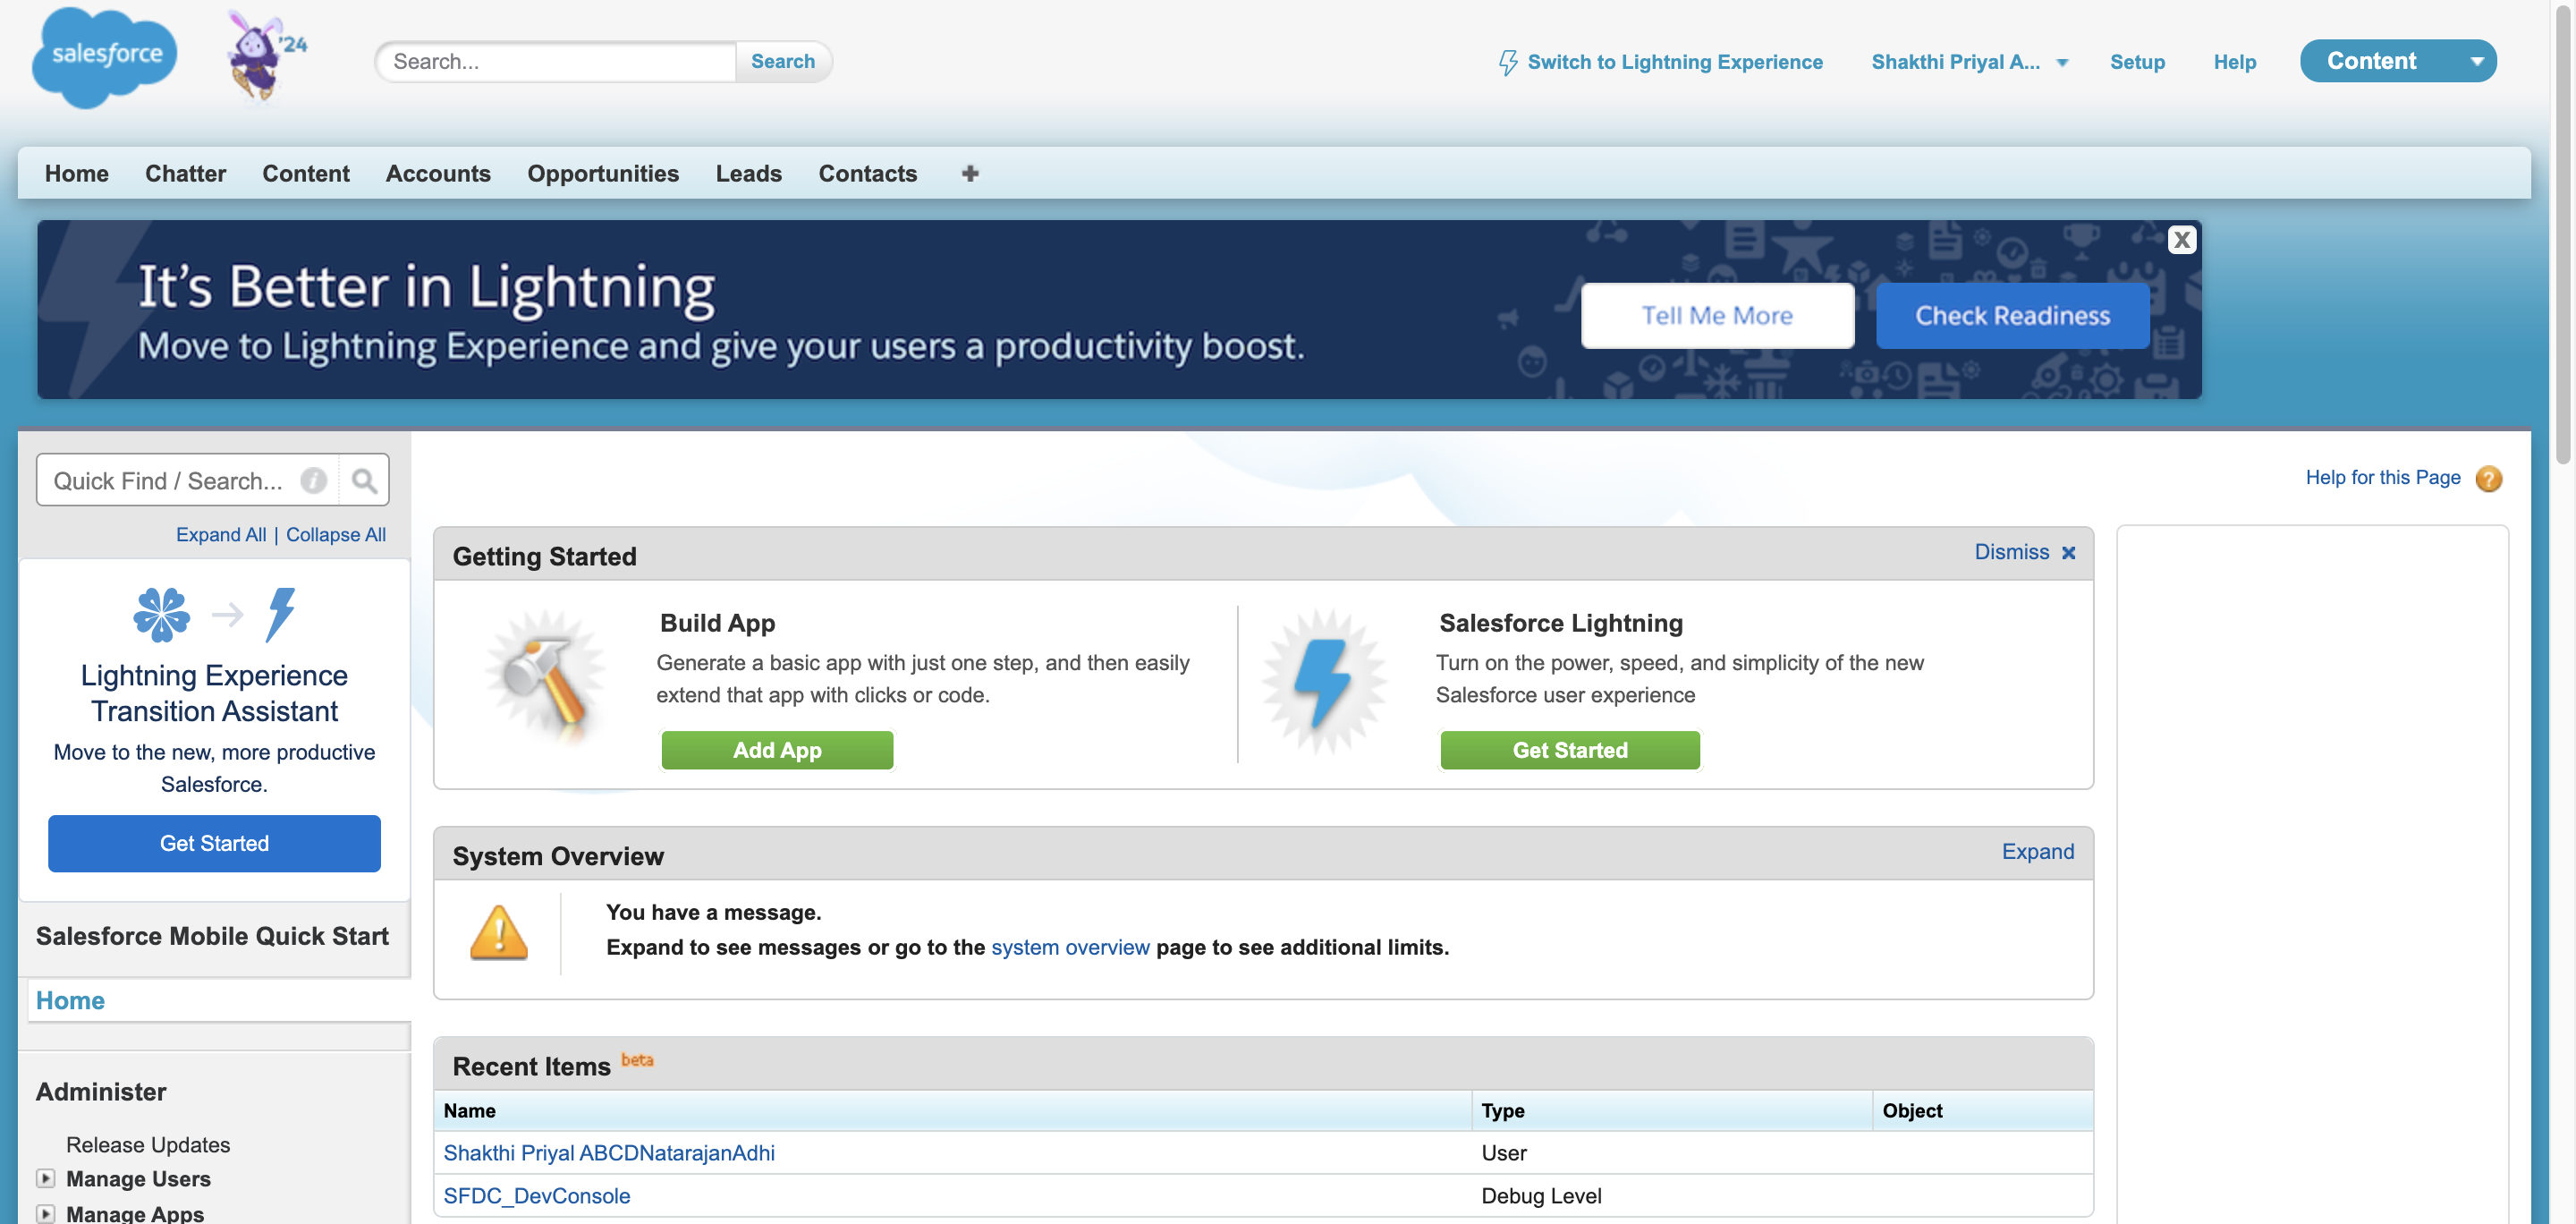 salesforce
'24
Search...
Search
Switch to Lightning Experience
Shakthi Priyal A...
Setup
Help
Content
Home
Chatter
Content
Accounts
Opportunities
Leads
Contacts
It's Better in Lightning
Move to Lightning Experience and give your users a productivity boost.
Tell Me More
Check Readiness
X
Quick Find / Search...
Expand All | Collapse All
Lightning Experience
Transition Assistant
Move to the new, more productive
Salesforce.
Get Started
Salesforce Mobile Quick Start
Home
Administer
Release Updates
Manage Users
Manage Apps
Help for this Page
Getting Started
Dismiss
Build App
Generate a basic app with just one step, and then easily
extend that app with clicks or code.
Add App
Salesforce Lightning
Turn on the power, speed, and simplicity of the new
Salesforce user experience
Get Started
System Overview
Expand
You have a message.
Expand to see messages or go to the system overview page to see additional limits.
Recent Items beta
Name Type Object
Shakthi Priyal ABCDNatarajanAdhi User
SFDC_DevConsole Debug Level